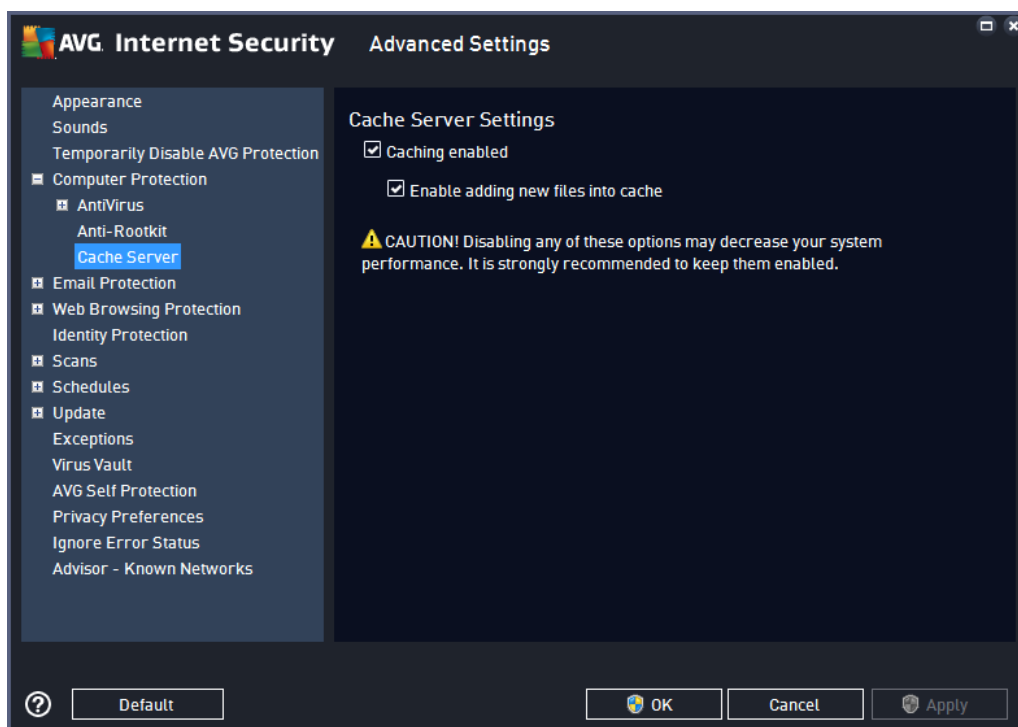 AVG Internet Security Advanced Settings
Appearance
Sounds
Temporarily Disable AVG Protection
Computer Protection
AntiVirus
Anti-Rootkit
Cache Server
Email Protection
Web Browsing Protection
Identity Protection
Scans
Schedules
Update
Exceptions
Virus Vault
AVG Self Protection
Privacy Preferences
Ignore Error Status
Advisor - Known Networks
Cache Server Settings
Caching enabled
Enable adding new files into cache
CAUTION! Disabling any of these options may decrease your system
performance. It is strongly recommended to keep them enabled.
? Default OK Cancel Apply